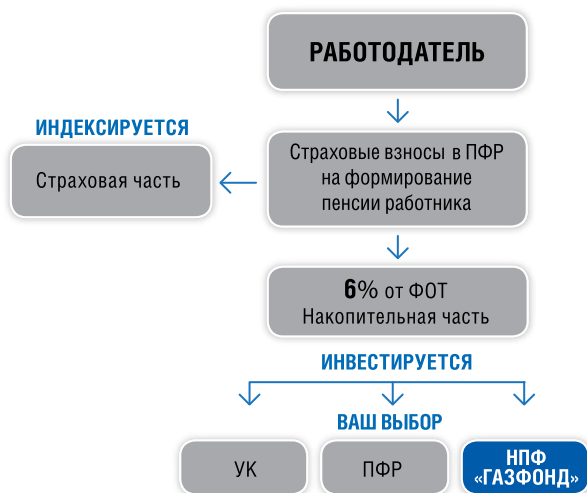 РАБОТОДАТЕЛЬ
ИНДЕКСИРУЕТСЯ
Страховая часть
Страховые взносы в ПФР
на формирование
пенсии работника
6% от ФОТ
Накопительная часть
ИНВЕСТИРУЕТСЯ
ВАШ ВЫБОР
УК
ПФР
НПФ
«ГАЗФОНД»